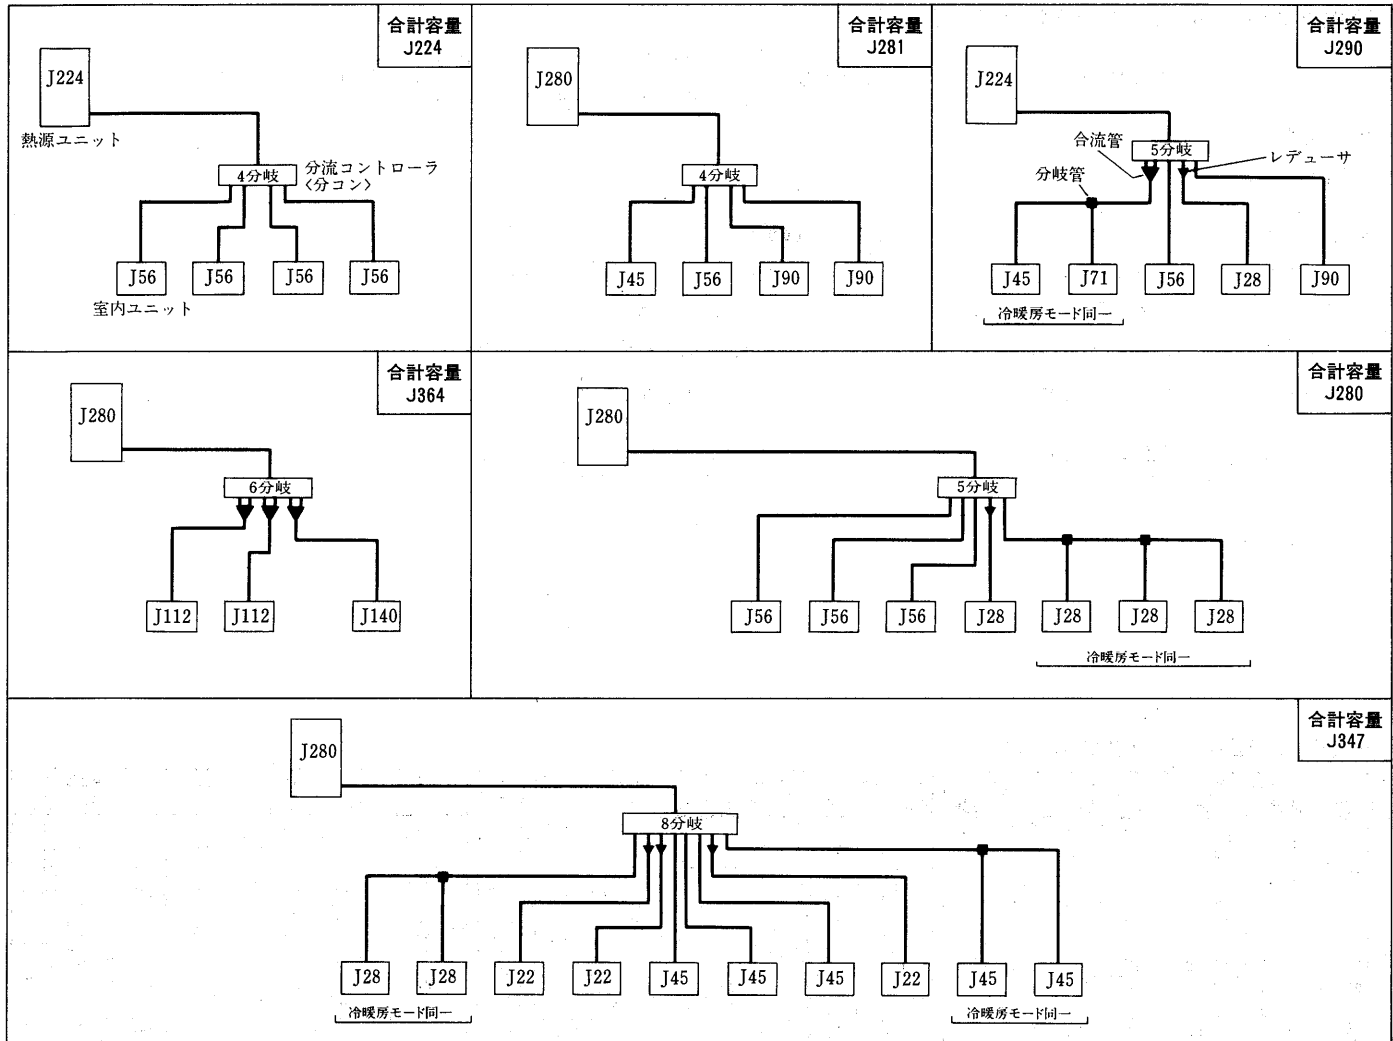 合計容量
J224
J224
熱源ユニット
4分岐
分流コントローラ
〈分コン〉
J56
J56
J56
J56
室内ユニット
合計容量
J281
J280
4分岐
J45
J56
J90
J90
合計容量
J290
J224
合流管
5分岐
レデューサ
分岐管
J45
J71
J56
J28
J90
冷暖房モード同一
合計容量
J364
J280
6分岐
J112
J112
J140
合計容量
J280
J280
5分岐
J56
J56
J56
J28
J28
J28
J28
冷暖房モード同一
合計容量
J347
J280
8分岐
J28
J28
J22
J22
J45
J45
J45
J22
J45
J45
冷暖房モード同一
冷暖房モード同一